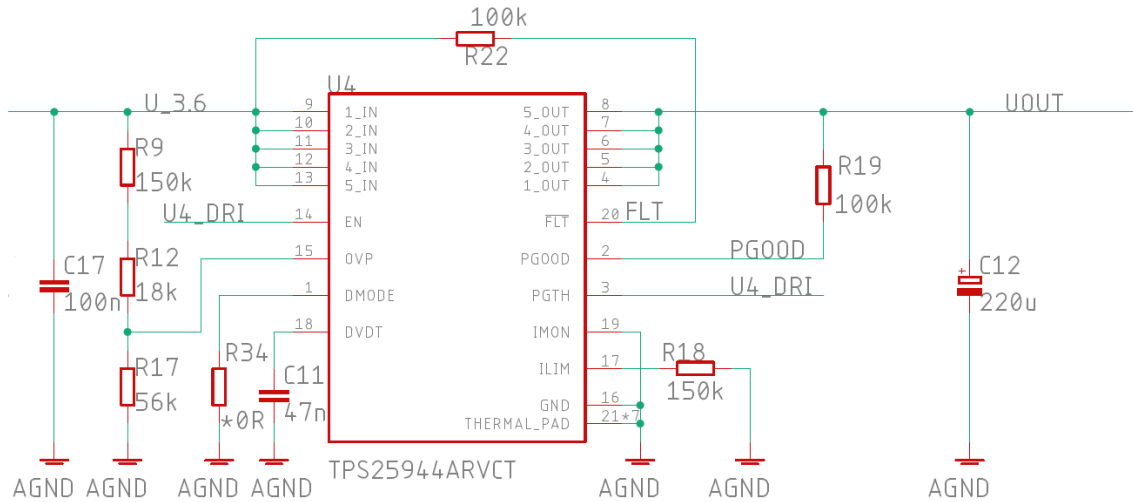 100k
R22
U4
U_3.6
UOUT
9
1_IN
5_OUT
8
10
2_IN
4_OUT
7
11
3_IN
3_OUT
6
12
4_IN
2_OUT
5
13
5_IN
1_OUT
4
R9
150k
R19
100k
U4_DRI
14
EN
FLT
20
FLT
15
OVP
PGOOD
2
PGOOD
C17
100n
R12
18k
C12
+
220u
1
DMODE
PGTH
3
U4_DRI
18
DVDT
IMON
19
R34
*0R
C11
47n
ILIM
17
R18
150k
R17
56k
GND
16
THERMAL_PAD
21*7
TPS25944ARVCT
AGND
AGND
AGND
AGND
AGND
AGND
AGND